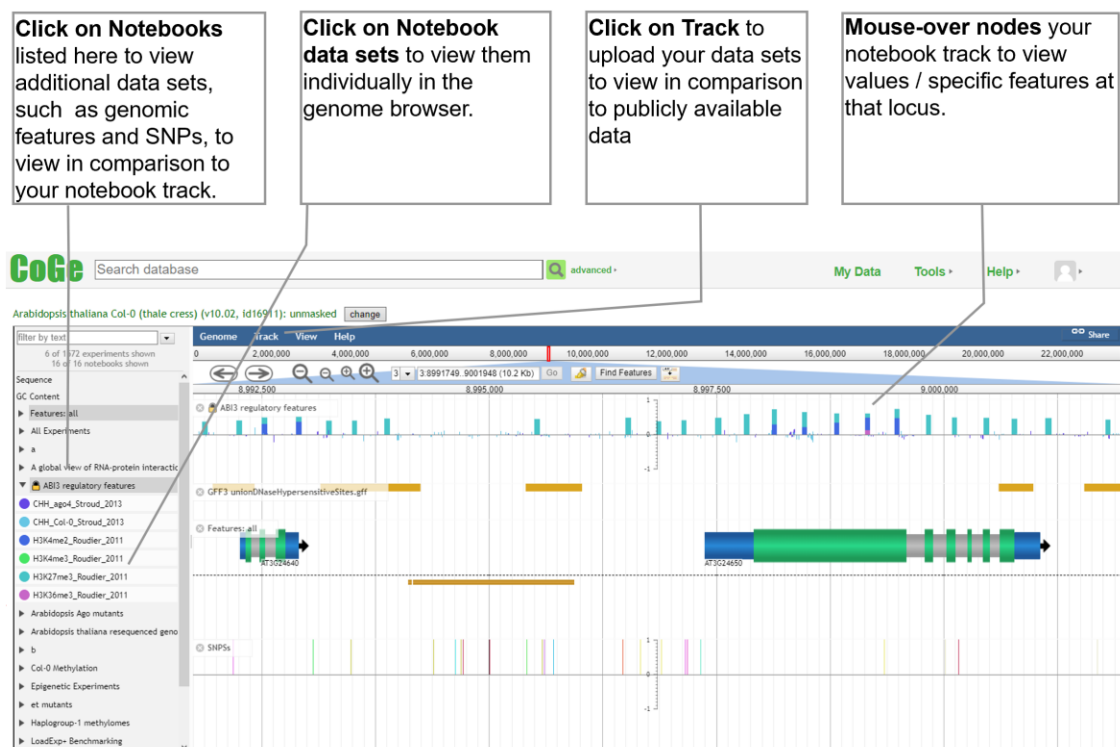 Click on Notebooks
listed here to view
additional data sets,
such as genomic
features and SNPs, to
view in comparison to
your notebook track.
Click on Notebook
data sets to view them
individually in the
genome browser.
Click on Track to
upload your data sets
to view in comparison
to publicly available
data
Mouse-over nodes your
notebook track to view
values / specific features at
that locus.
CoGe
Search database
advanced
My Data
Tools
Help
Arabidopsis thaliana Col-0 (thale cress) (v10.02, id16911): unmasked
change
filter by text
6 of 1572 experiments shown
16 of 16 notebooks shown
Sequence
GC Content
Features: all
All Experiments
a
A global view of RNA-protein interactic
ABI3 regulatory features
CHH_ago4_Stroud_2013
CHH_Col-0_Stroud_2013
H3K4me2_Roudier_2011
H3K4me3_Roudier_2011
H3K27me3_Roudier_2011
H3K36me3_Roudier_2011
Arabidopsis Ago mutants
Arabidopsis thaliana resequenced geno
b
Col-0 Methylation
Epigenetic Experiments
et mutants
Haplogroup-1 methylomes
LoadExp+ Benchmarking
Genome Track View Help
Share
0 2,000,000 4,000,000 6,000,000 8,000,000 10,000,000 12,000,000 14,000,000 16,000,000 18,000,000 20,000,000 22,000,000
3 3:8991749..9001948 (10.2 Kb) Go Find Features
8,992,500 8,995,000 8,997,500 9,000,000
ABI3 regulatory features
1
0 0
-1
GFF3 unionDNaseHypersensitiveSites.gff
Features: all
AT3G24640
AT3G24650
SNPSs
1
0 0
-1